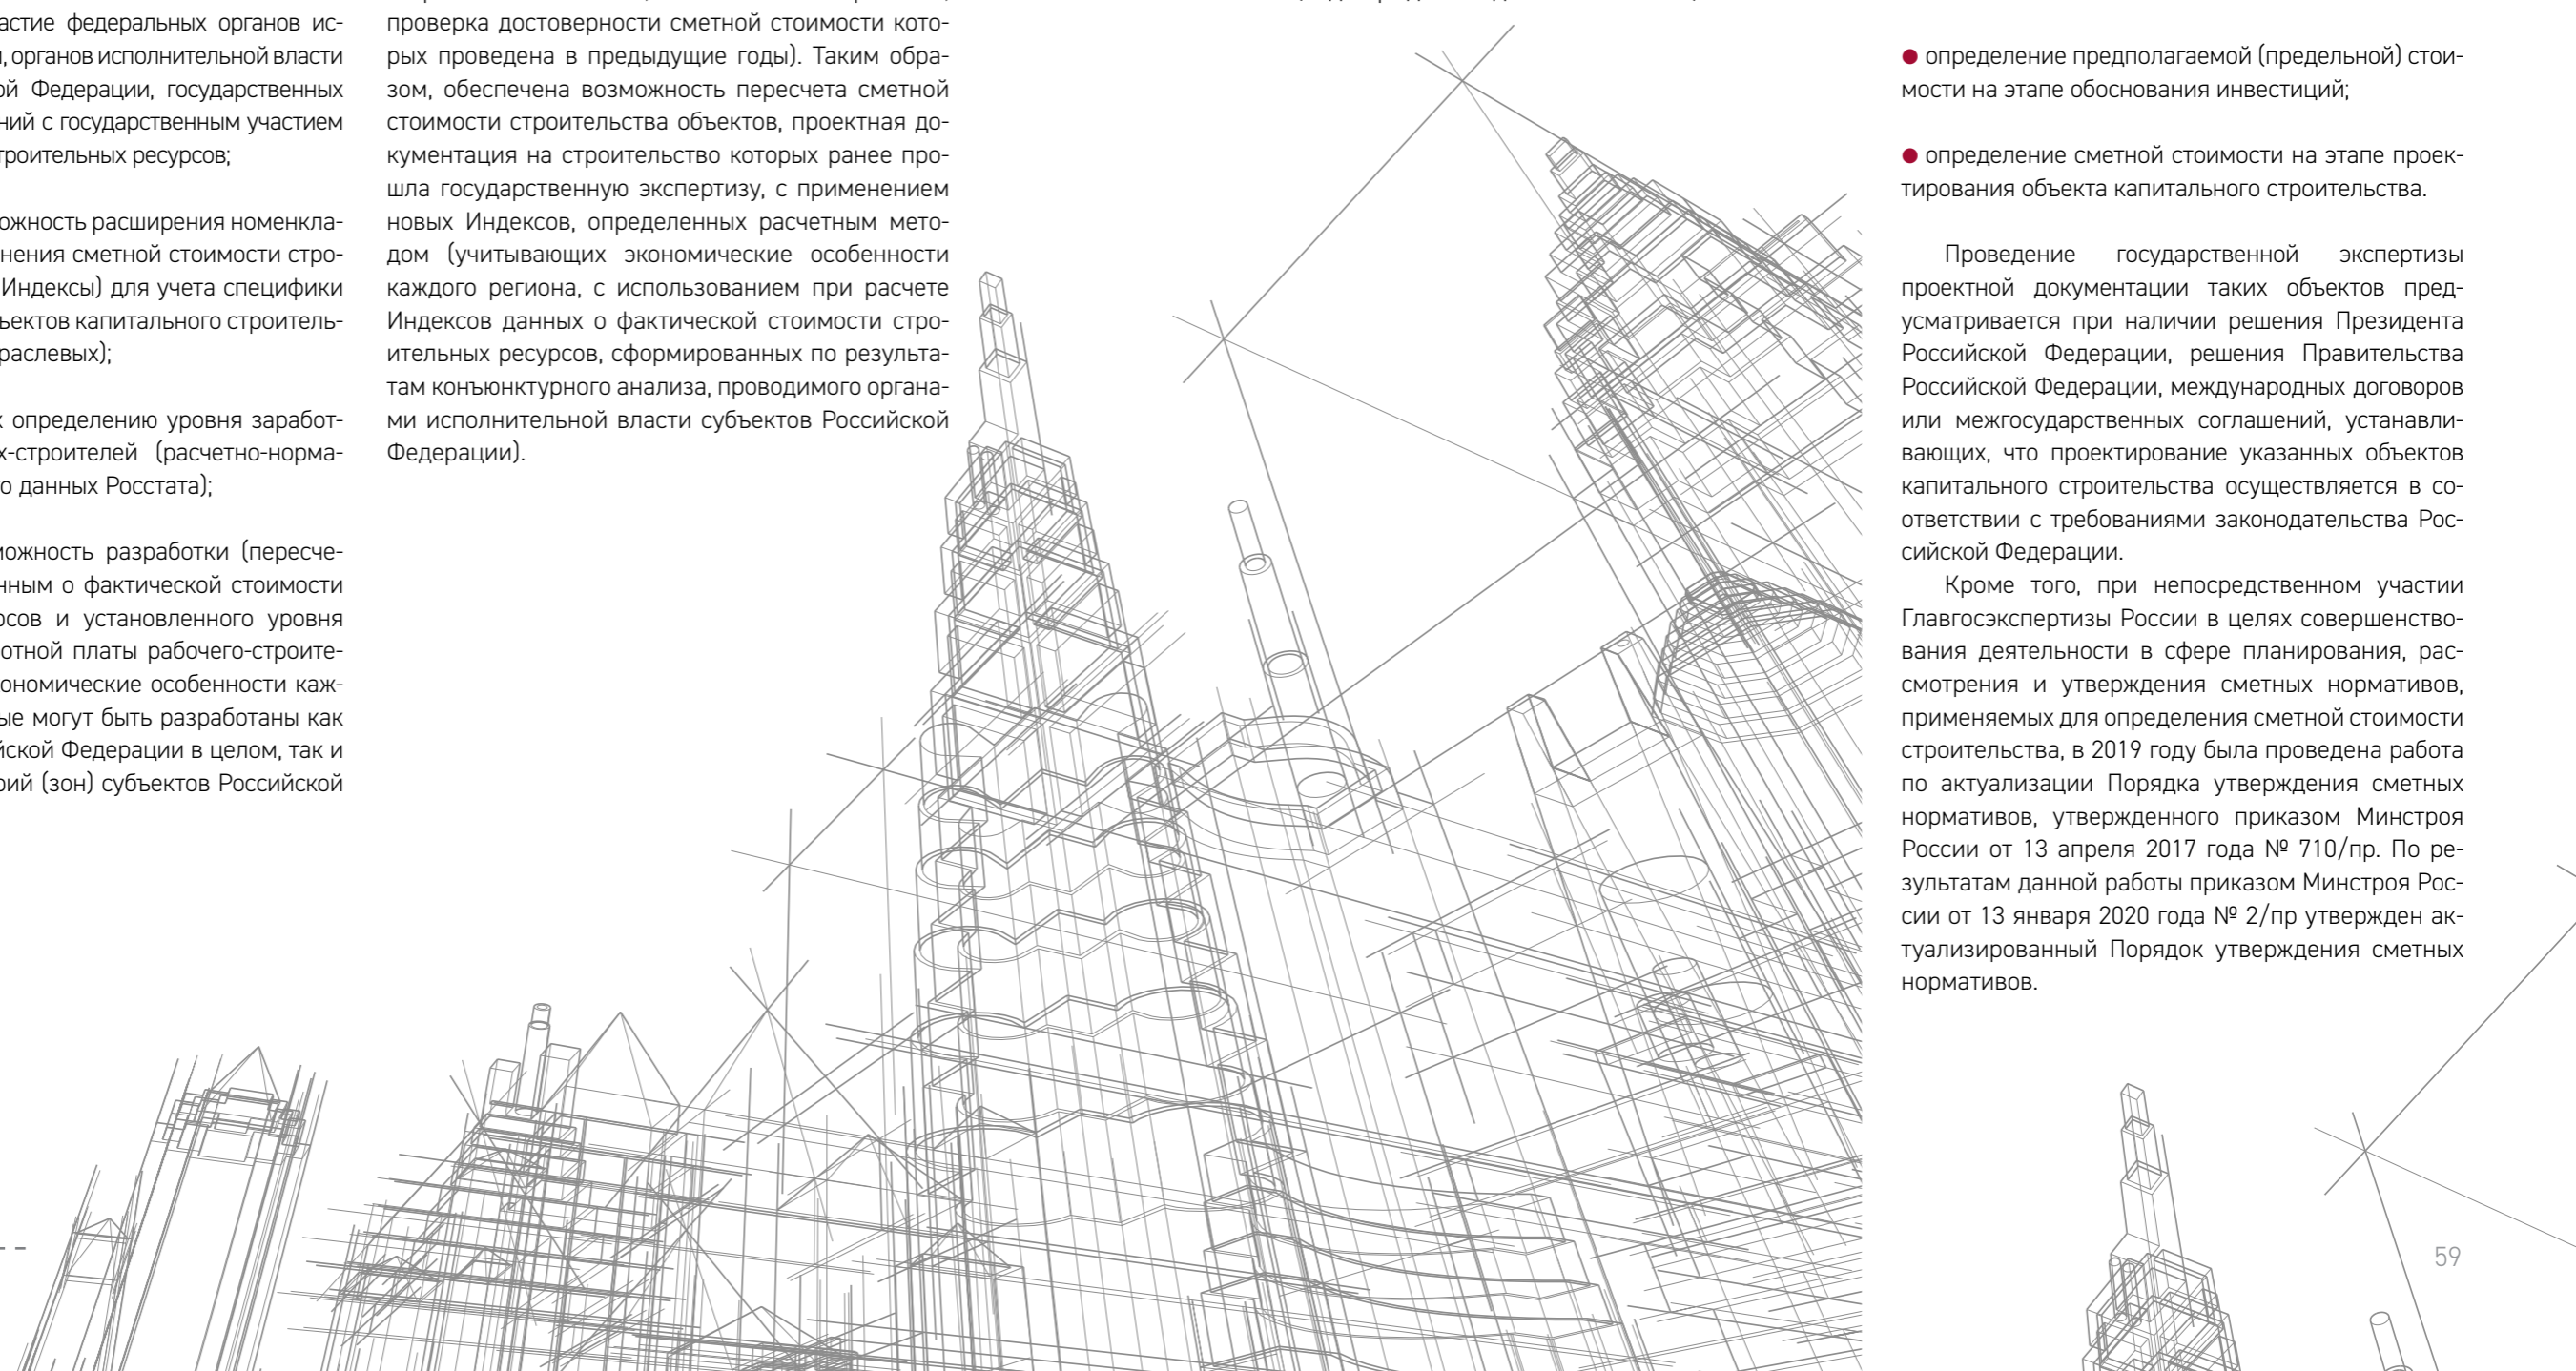 астие федеральных органов ис-
, органов исполнительной власти
ой Федерации, государственных
ний с государственным участием
троительных ресурсов;
ожность расширения номенкла-
нения сметной стоимости стро-
Индексы) для учета специфики
ъектов капитального строитель-
раслевых);
к определению уровня заработ-
х-строителей (расчетно-норма-
о данных Росстата);
можность разработки (пересче-
нным о фактической стоимости
рсов и установленного уровня
отной платы рабочего-строите-
ономические особенности каж-
ые могут быть разработаны как
йской Федерации в целом, так и
рий (зон) субъектов Российской
проверка достоверности сметной стоимости кото-
рых проведена в предыдущие годы). Таким обра-
зом, обеспечена возможность пересчета сметной
стоимости строительства объектов, проектная до-
кументация на строительство которых ранее про-
шла государственную экспертизу, с применением
новых Индексов, определенных расчетным мето-
дом (учитывающих экономические особенности
каждого региона, с использованием при расчете
Индексов данных о фактической стоимости стро-
ительных ресурсов, сформированных по результа-
там конъюнктурного анализа, проводимого органа-
ми исполнительной власти субъектов Российской
Федерации).
● определение предполагаемой (предельной) стои-
мости на этапе обоснования инвестиций;
● определение сметной стоимости на этапе проек-
тирования объекта капитального строительства.
Проведение государственной экспертизы
проектной документации таких объектов пред-
усматривается при наличии решения Президента
Российской Федерации, решения Правительства
Российской Федерации, международных договоров
или межгосударственных соглашений, устанавли-
вающих, что проектирование указанных объектов
капитального строительства осуществляется в со-
ответствии с требованиями законодательства Рос-
сийской Федерации.
Кроме того, при непосредственном участии
Главгосэкспертизы России в целях совершенство-
вания деятельности в сфере планирования, рас-
смотрения и утверждения сметных нормативов,
применяемых для определения сметной стоимости
строительства, в 2019 году была проведена работа
по актуализации Порядка утверждения сметных
нормативов, утвержденного приказом Минстроя
России от 13 апреля 2017 года № 710/пр. По ре-
зультатам данной работы приказом Минстроя Рос-
сии от 13 января 2020 года № 2/пр утвержден ак-
туализированный Порядок утверждения сметных
нормативов.
59